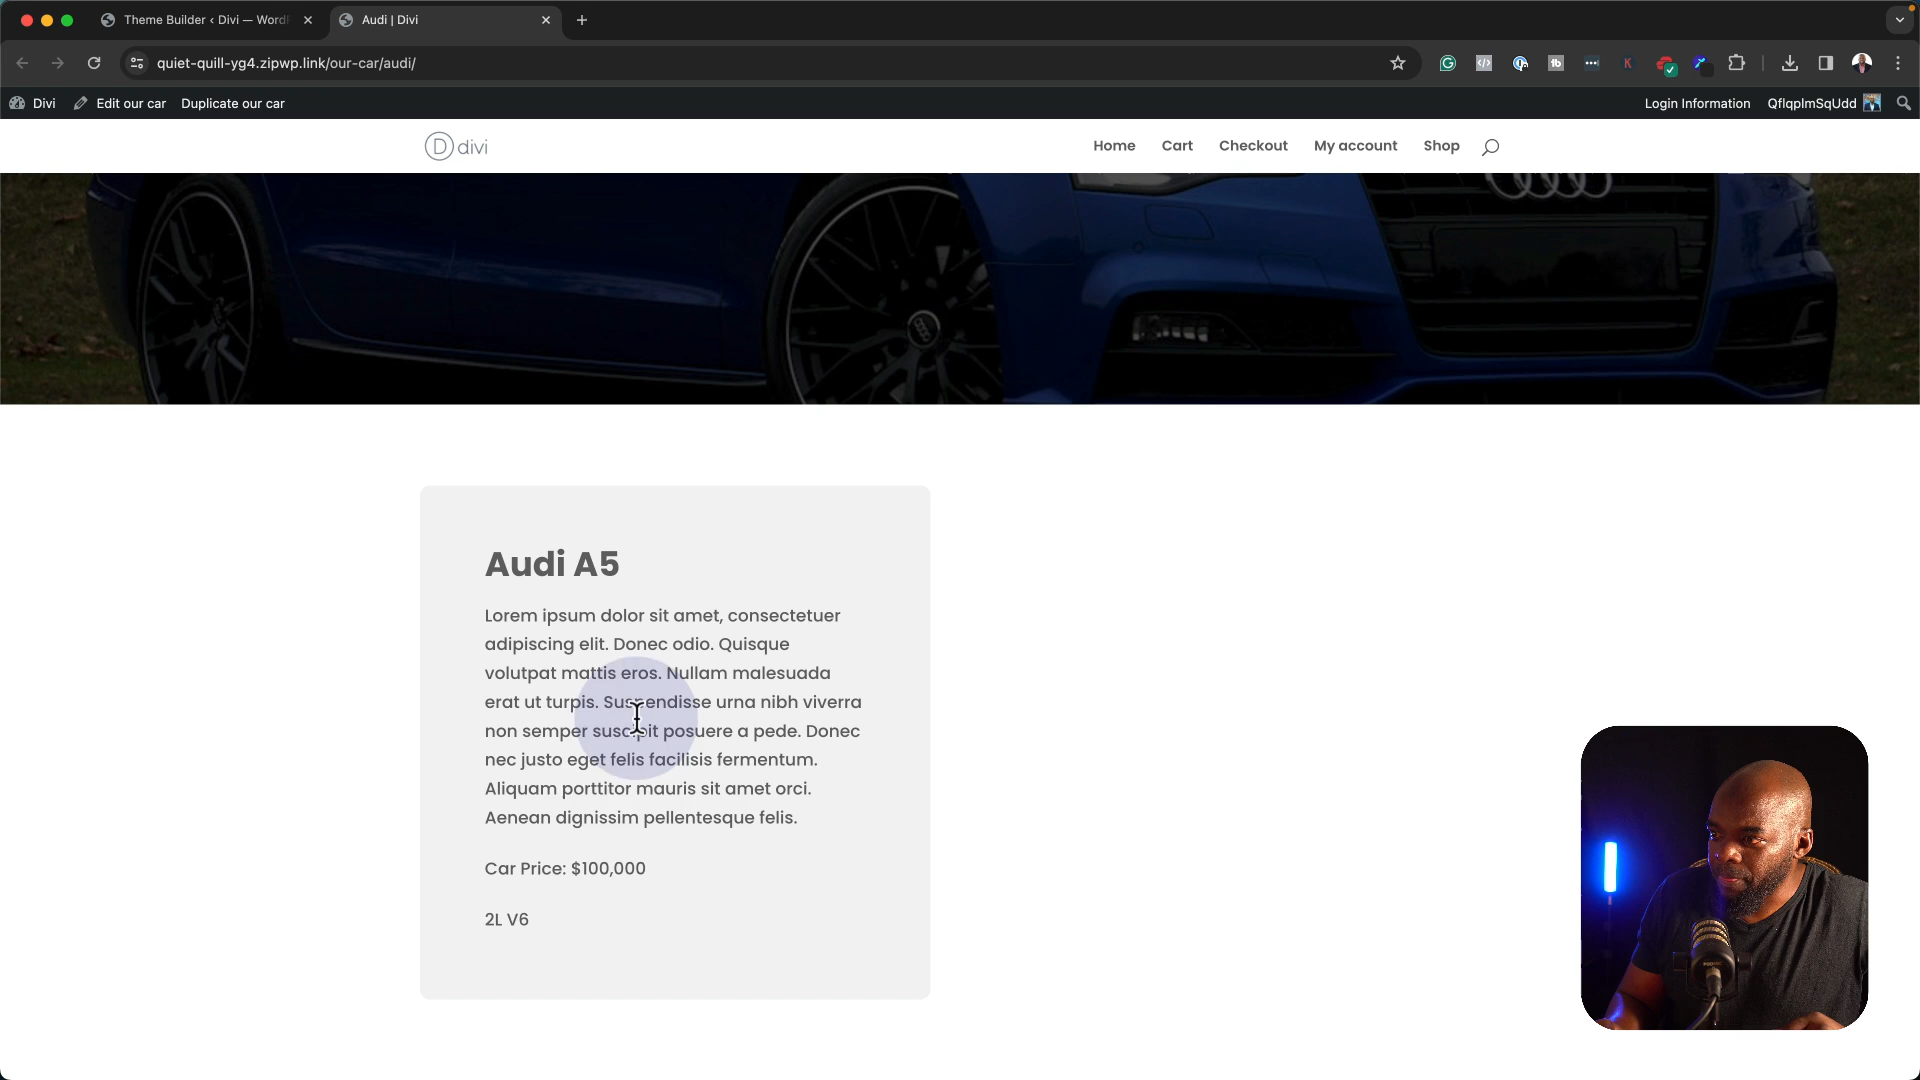 Theme Builder ‹ Divi — Word
Audi | Divi
quiet-quill-yg4.zipwp.link/our-car/audi/
Divi
Edit our car
Duplicate our car
Login Information
QflqplmSqUdd
D divi
Home
Cart
Checkout
My account
Shop
Audi A5
Lorem ipsum dolor sit amet, consectetuer
adipiscing elit. Donec odio. Quisque
volutpat mattis eros. Nullam malesuada
erat ut turpis. Suspendisse urna nibh viverra
non semper suscipit posuere a pede. Donec
nec justo eget felis facilisis fermentum.
Aliquam porttitor mauris sit amet orci.
Aenean dignissim pellentesque felis.
Car Price: $100,000
2L V6